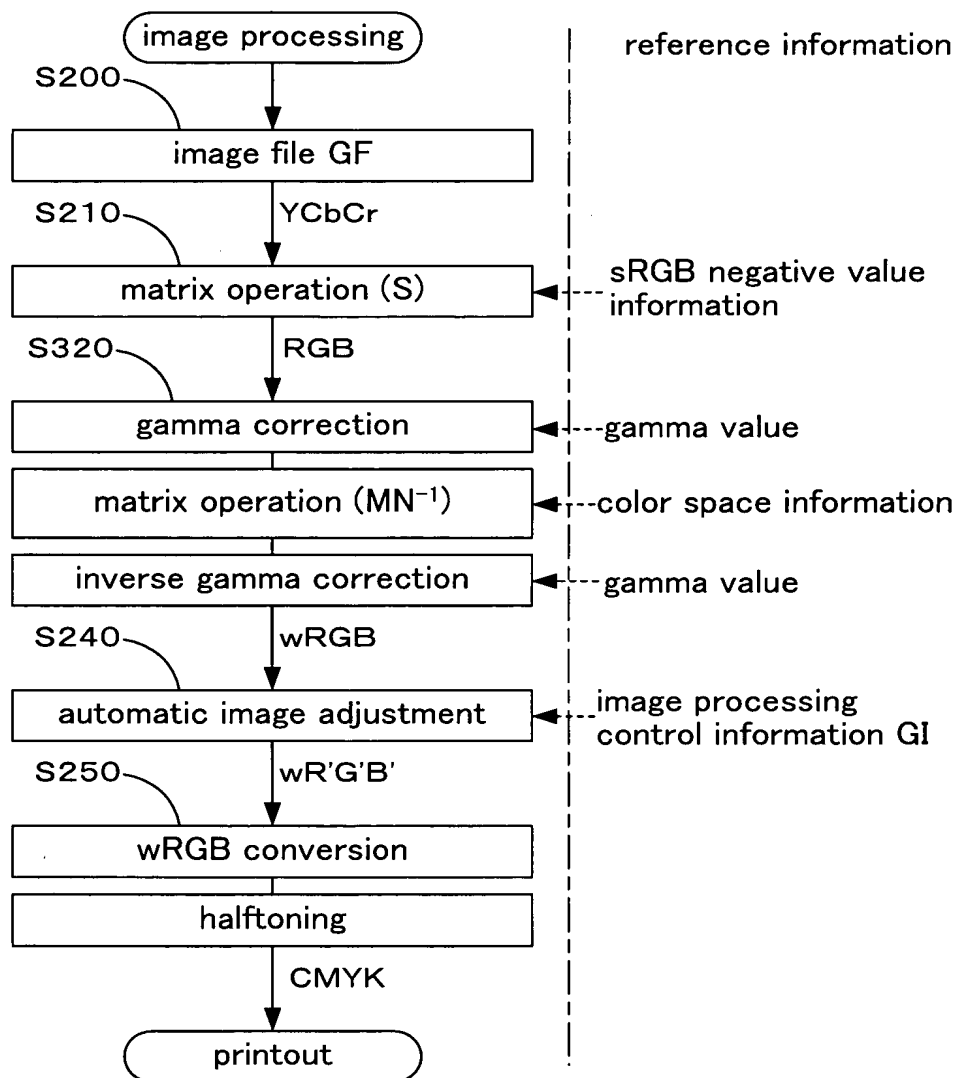 image processing
reference information
S200
image file GF
S210
YCbCr
matrix operation (S)
sRGB negative value
information
S320
RGB
gamma correction
gamma value
matrix operation (MN⁻¹)
color space information
inverse gamma correction
gamma value
S240
wRGB
automatic image adjustment
image processing
control information GI
S250
wR'G'B'
wRGB conversion
halftoning
CMYK
printout